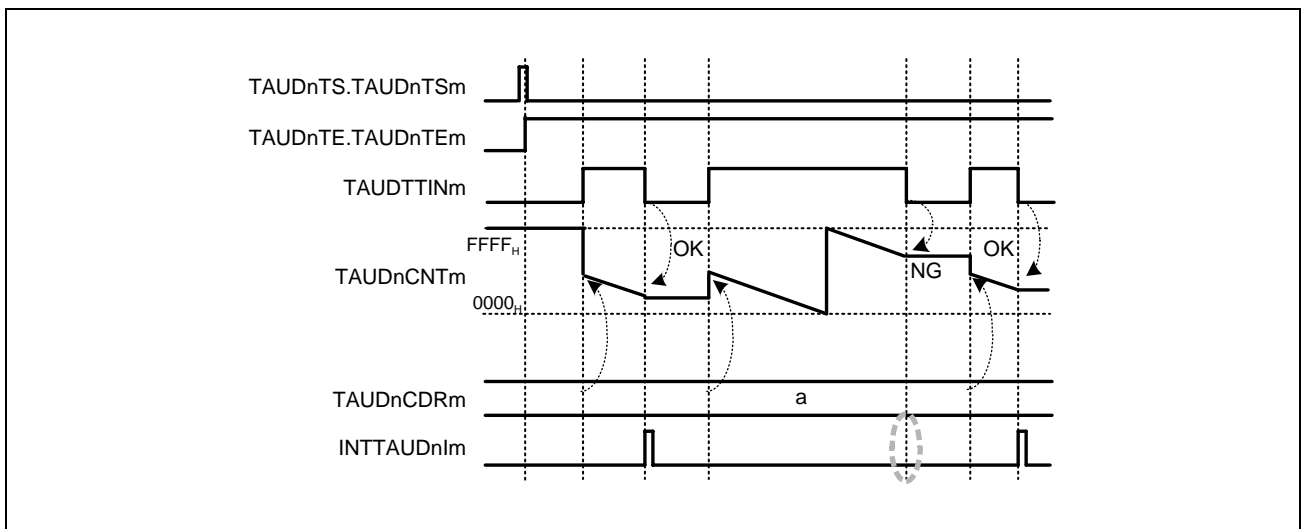 TAUDnTS.TAUDnTSm
TAUDnTE.TAUDnTEm
TAUDTTINm
FFFFH
OK
OK
TAUDnCNTm
NG
0000H
TAUDnCDRm
a
INTTAUDnIm